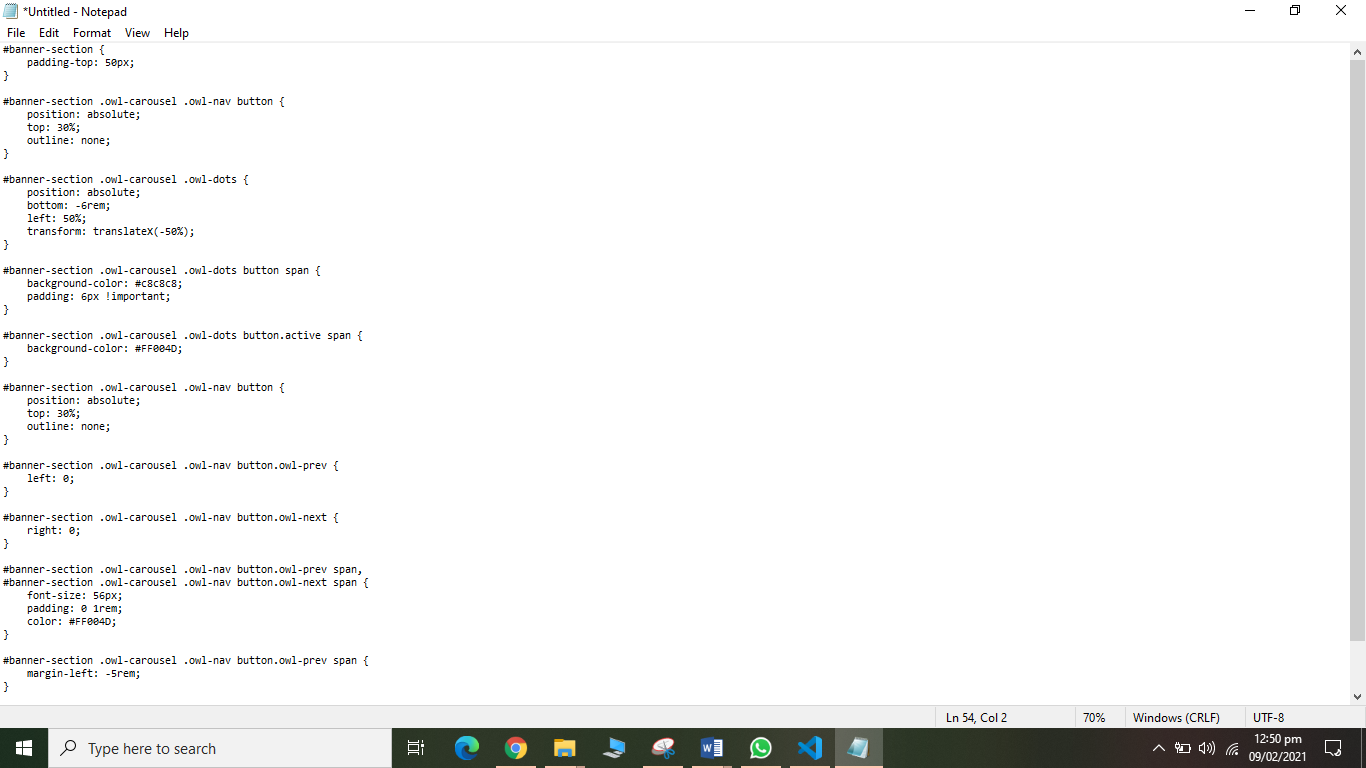 *Untitled - Notepad
File Edit Format View Help
#banner-section {
    padding-top: 50px;
}

#banner-section .owl-carousel .owl-nav button {
    position: absolute;
    top: 30%;
    outline: none;
}

#banner-section .owl-carousel .owl-dots {
    position: absolute;
    bottom: -6rem;
    left: 50%;
    transform: translateX(-50%);
}

#banner-section .owl-carousel .owl-dots button span {
    background-color: #c8c8c8;
    padding: 6px !important;
}

#banner-section .owl-carousel .owl-dots button.active span {
    background-color: #FF004D;
}

#banner-section .owl-carousel .owl-nav button {
    position: absolute;
    top: 30%;
    outline: none;
}

#banner-section .owl-carousel .owl-nav button.owl-prev {
    left: 0;
}

#banner-section .owl-carousel .owl-nav button.owl-next {
    right: 0;
}

#banner-section .owl-carousel .owl-nav button.owl-prev span,
#banner-section .owl-carousel .owl-nav button.owl-next span {
    font-size: 56px;
    padding: 0 1rem;
    color: #FF004D;
}

#banner-section .owl-carousel .owl-nav button.owl-prev span {
    margin-left: -5rem;
}
Ln 54, Col 2 70% Windows (CRLF) UTF-8
Type here to search
12:50 pm
09/02/2021